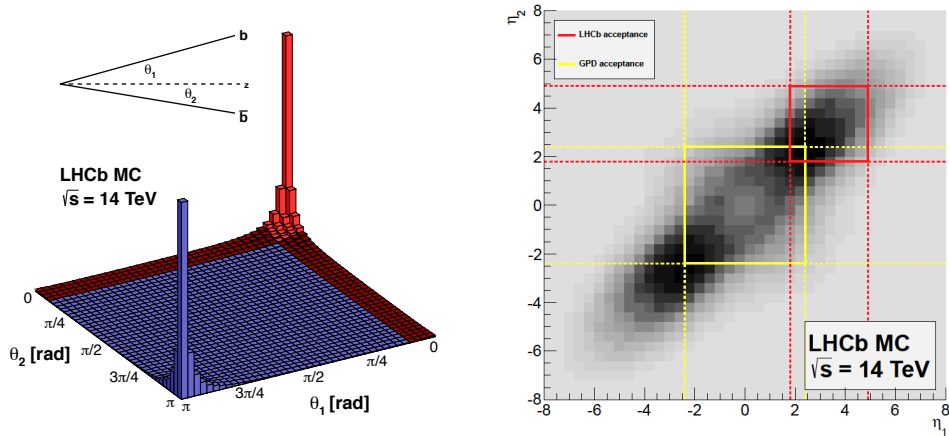 b
θ1
z
θ2
b̅
LHCb MC
√s = 14 TeV
0
π/4
π/2
3π/4
π
θ2 [rad]
π
3π/4
π/2
π/4
0
θ1 [rad]
η2
8
6
4
2
0
-2
-4
-6
-8
LHCb acceptance
GPD acceptance
LHCb MC
√s = 14 TeV
-8 -6 -4 -2 0 2 4 6 8
η1